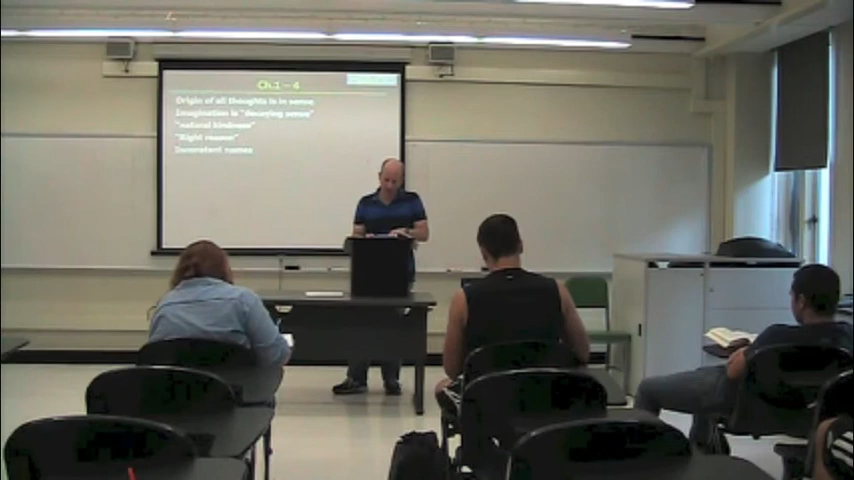 Ch.1 – 4
Origin of all thoughts is in sense
Imagination is "decaying sense"
"natural kindness"
"Right reason"
Inconstant names